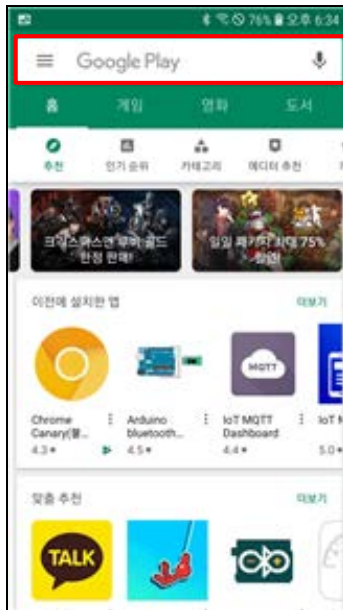 76% 오후 6:34
Google Play
홈 게임 영화 도서
추천 인기 순위 카테고리 에디터 추천
크리스마스엔 루비 골드
한정 판매!
일일 패키지 최대 75%
할인!
이전에 설치한 앱 더보기
Chrome
Canary(불...
4.3★
Arduino
bluetooth...
4.5★
MQTT
IoT MQTT
Dashboard
4.4★
IoT
5.0★
맞춤 추천 더보기
TALK